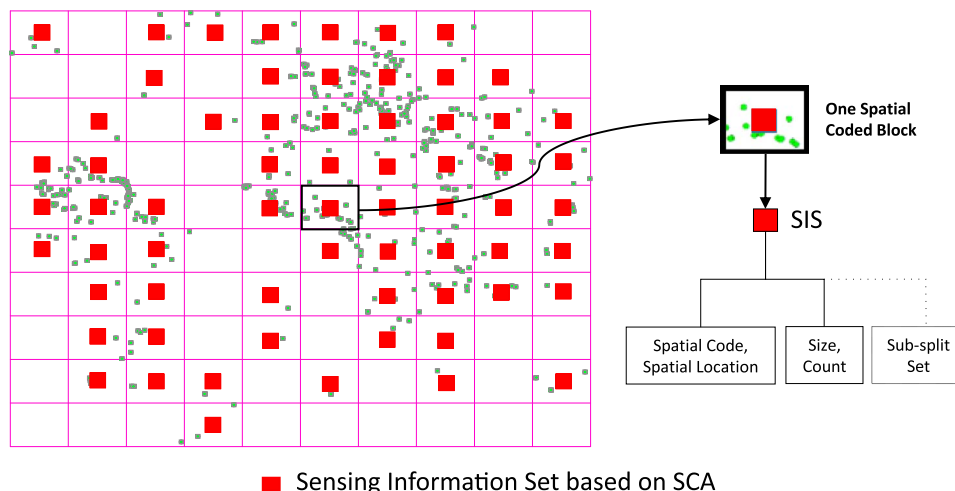 One Spatial
Coded Block
SIS
Spatial Code,
Spatial Location
Size,
Count
Sub-split
Set
Sensing Information Set based on SCA